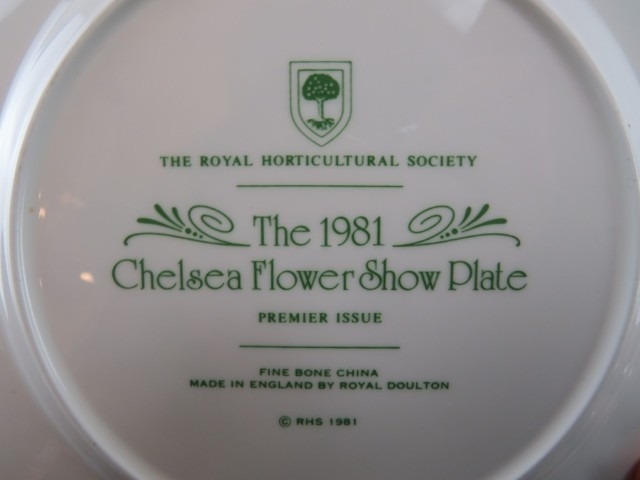 THE ROYAL HORTICULTURAL SOCIETY
The 1981
Chelsea Flower Show Plate
PREMIER ISSUE
FINE BONE CHINA
MADE IN ENGLAND BY ROYAL DOULTON
© RHS 1981